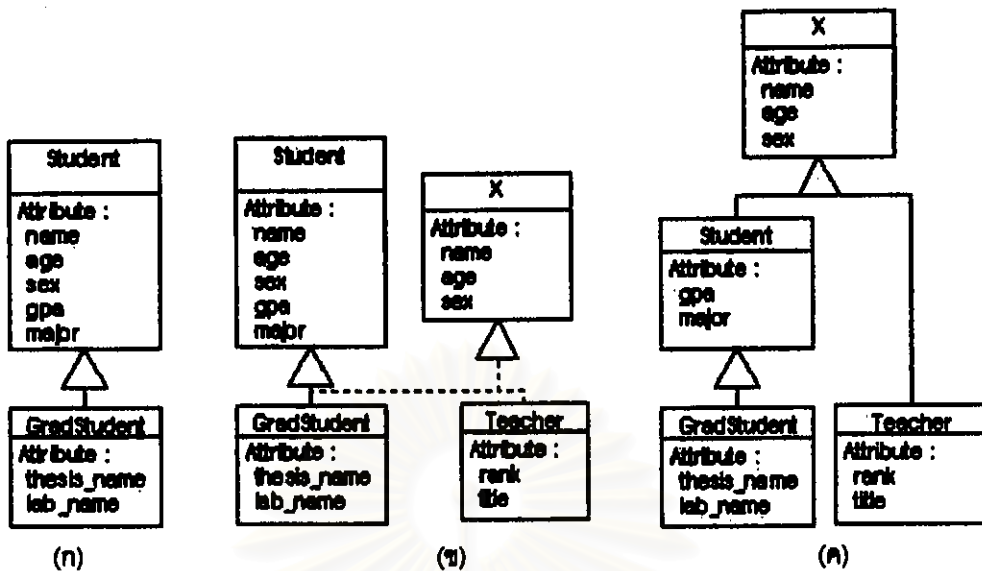 Student
Attribute :
name
age
sex
gpa
major
GradStudent
Attribute :
thesis_name
lab_name
(ก)
Student
Attribute :
name
age
sex
gpa
major
X
Attribute :
name
age
sex
GradStudent
Attribute :
thesis_name
lab_name
Teacher
Attribute :
rank
title
(ข)
X
Attribute :
name
age
sex
Student
Attribute :
gpa
major
GradStudent
Attribute :
thesis_name
lab_name
Teacher
Attribute :
rank
title
(ค)